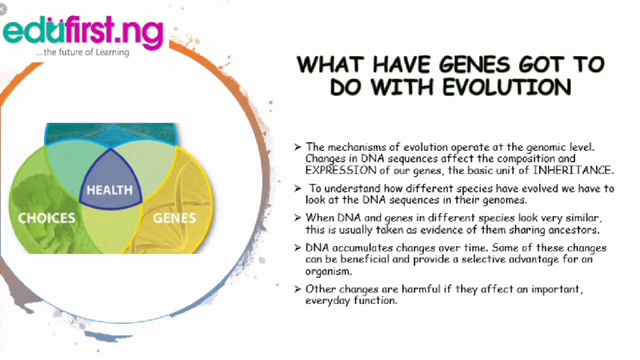 edufirst.ng
...the future of Learning
WHAT HAVE GENES GOT TO
DO WITH EVOLUTION
HEALTH
CHOICES
GENES
➤ The mechanisms of evolution operate at the genomic level.
Changes in DNA sequences affect the composition and
EXPRESSION of our genes, the basic unit of INHERITANCE.
➤ To understand how different species have evolved we have to
look at the DNA sequences in their genomes.
➤ When DNA and genes in different species look very similar,
this is usually taken as evidence of them sharing ancestors.
➤ DNA accumulates changes over time. Some of these changes
can be beneficial and provide a selective advantage for an
organism.
➤ Other changes are harmful if they affect an important,
everyday function.